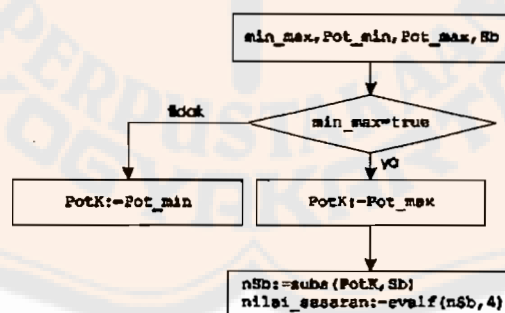 min_max,Pot_min,Pot_max,Sb
tidak
min_max=true
ya
PotK:=Pot_min
PotK:=Pot_max
nSb:=subs(PotK,Sb)
nilai_sasaran:=evalf(nSb,4)